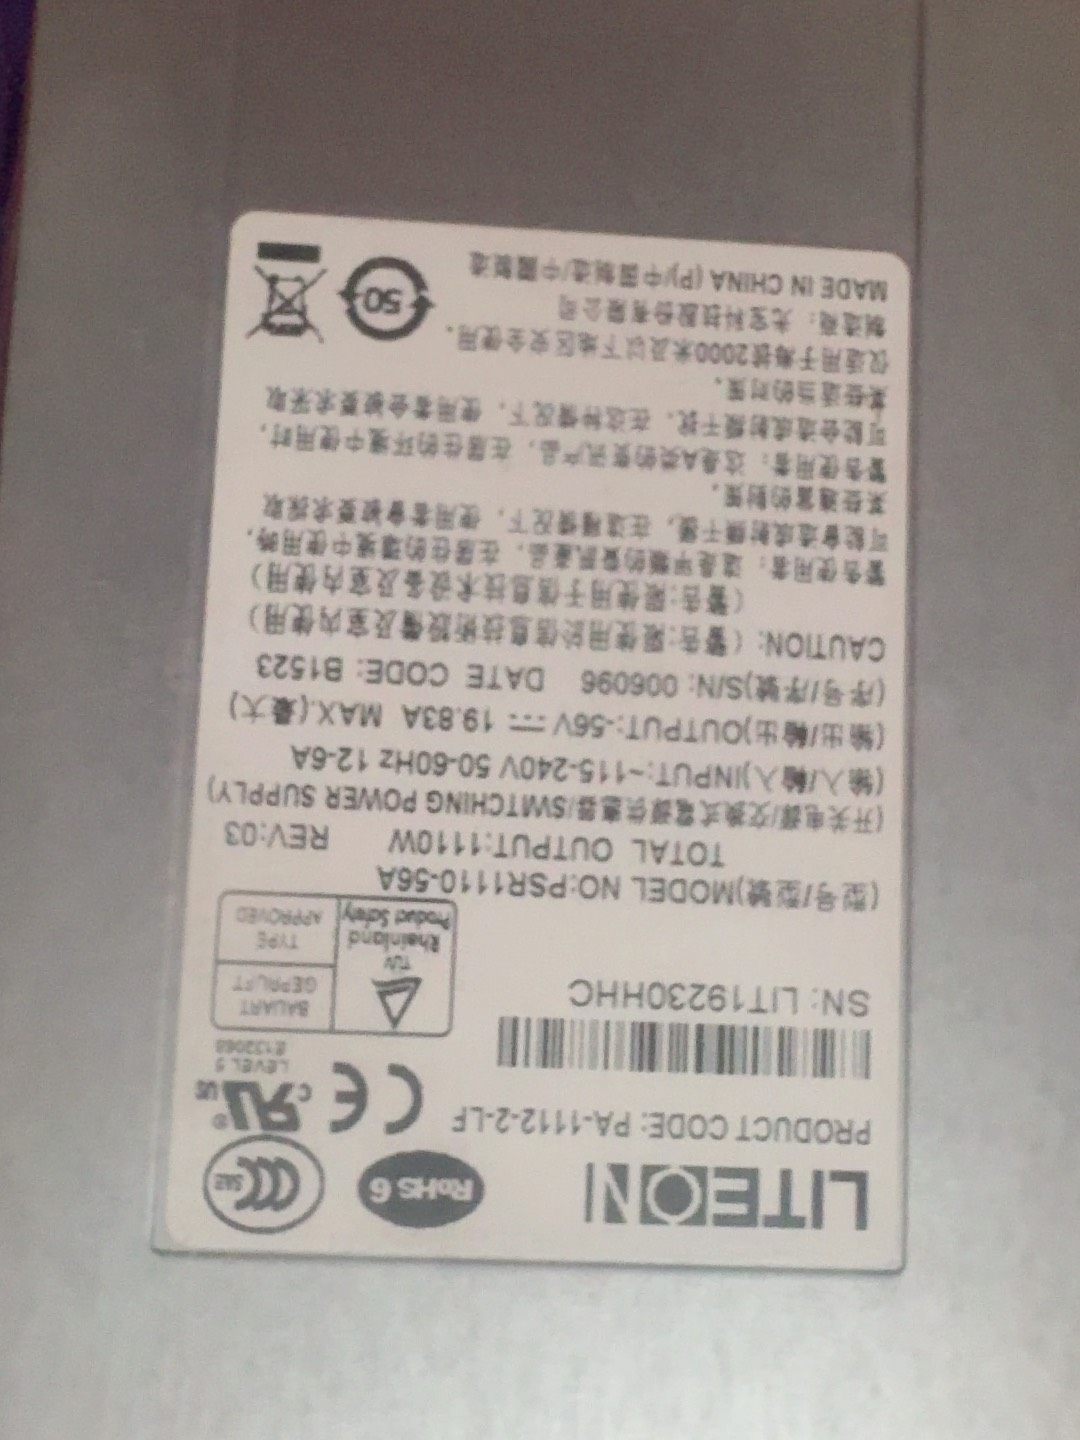 LITEON
RoHS 6
PRODUCT CODE: PA-1112-2-LF
SN: LIT19230HHC
c RU US
LEVEL 5
E132068
BAUART
GEPRÜFT
TYPE
APPROVED
TÜV
Rheinland
Product Safety
(型号/型號)MODEL NO:PSR1110-56A
TOTAL OUTPUT:1110W REV:03
(开关电源/交換式電源供應器/SWITCHING POWER SUPPLY)
(输入/輸入)INPUT:~115-240V 50-60Hz 12-6A
(输出/輸出)OUTPUT:-56V⎓19.83A MAX.(最大)
(序号/序號)S/N: 006096 DATE CODE: B1523
CAUTION: (警告:限使用於信息技術設備及室內使用)
(警告:限使用于信息技术设备及室内使用)
警告使用者：這是甲類的資訊產品，在居住的環境中使用時，
可能會造成射頻干擾，在這種情況下，使用者會被要求採取
某些適當的對策。
警告使用者：这是A类的资讯产品，在居住的环境中使用时，
可能会造成射频干扰，在这种情况下，使用者会被要求采取
某些适当的对策。
仅适用于海拔2000米及以下地区安全使用。
制造商：光宝科技股份有限公司
MADE IN CHINA (P)/中国制造/中國製造
50